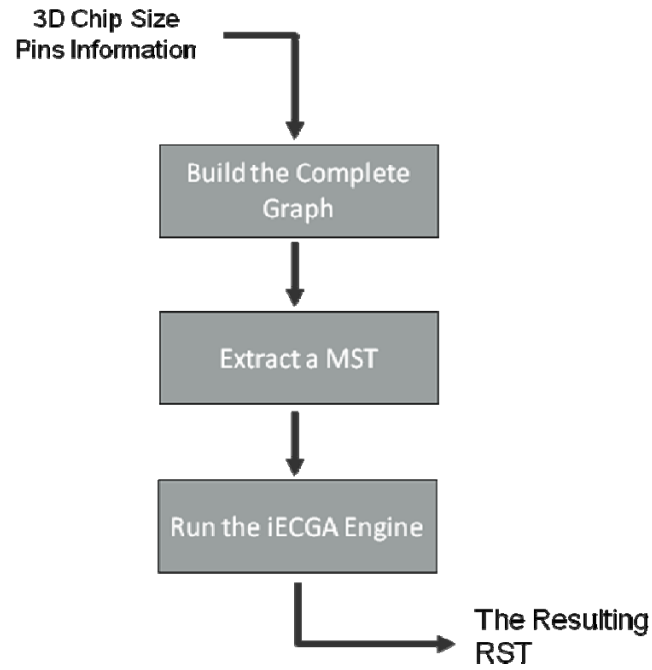 3D Chip Size
Pins Information
Build the Complete
Graph
Extract a MST
Run the iECGA Engine
The Resulting
RST